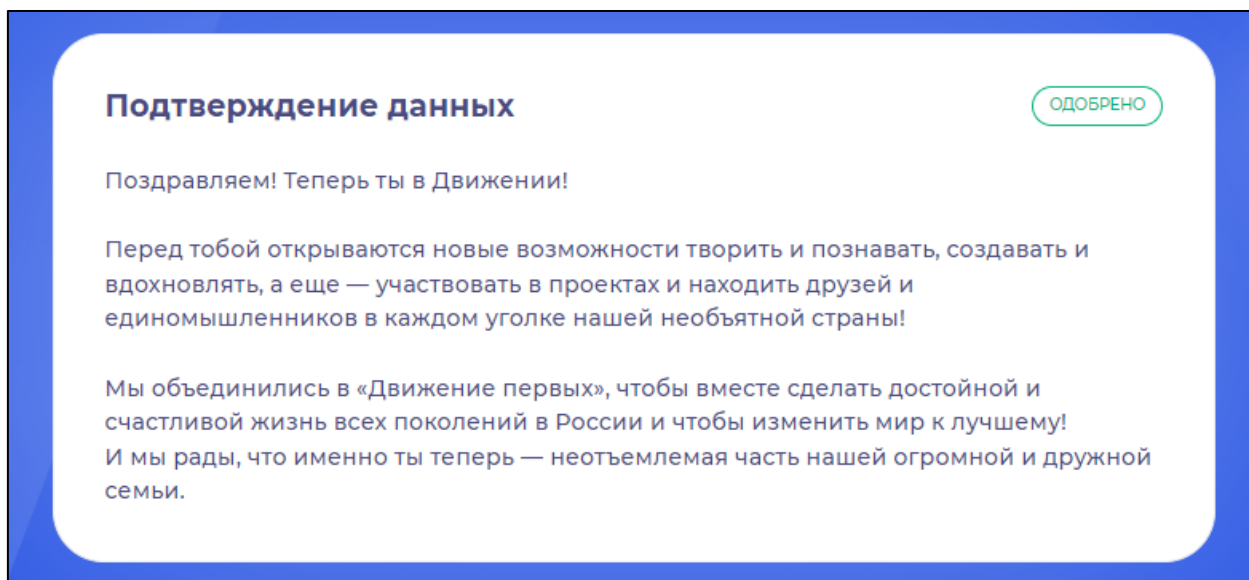 Подтверждение данных
ОДОБРЕНО
Поздравляем! Теперь ты в Движении!
Перед тобой открываются новые возможности творить и познавать, создавать и
вдохновлять, а еще — участвовать в проектах и находить друзей и
единомышленников в каждом уголке нашей необъятной страны!
Мы объединились в «Движение первых», чтобы вместе сделать достойной и
счастливой жизнь всех поколений в России и чтобы изменить мир к лучшему!
И мы рады, что именно ты теперь — неотъемлемая часть нашей огромной и дружной
семьи.